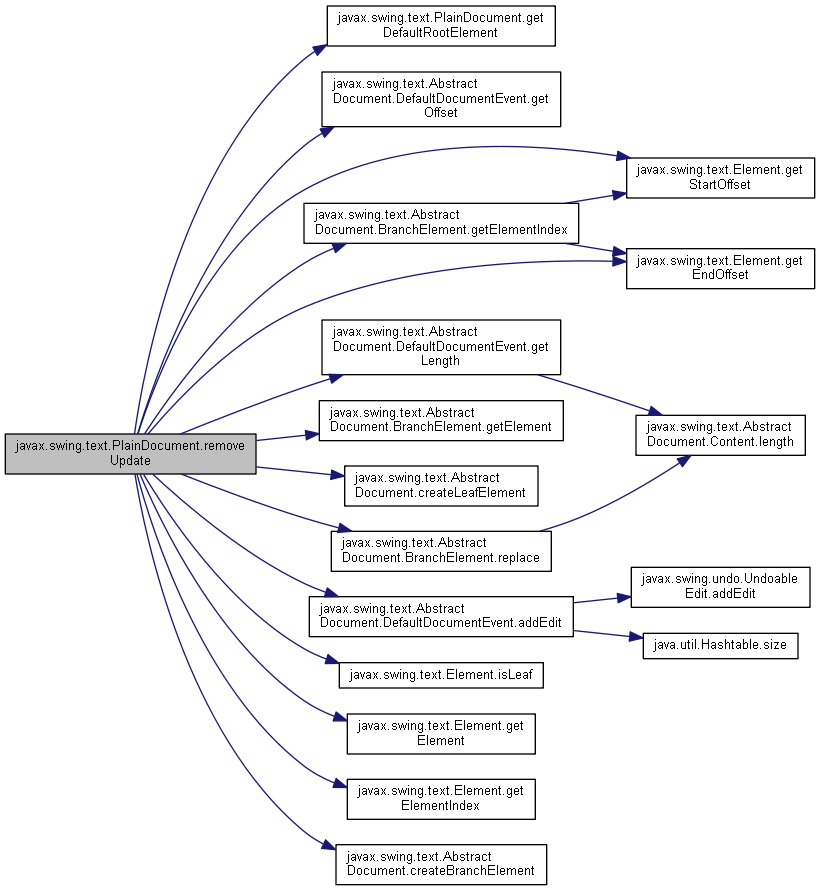 javax.swing.text.PlainDocument.get
DefaultRootElement
javax.swing.text.Abstract
Document.DefaultDocumentEvent.get
Offset
javax.swing.text.Element.get
StartOffset
javax.swing.text.Abstract
Document.BranchElement.getElementIndex
javax.swing.text.Element.get
EndOffset
javax.swing.text.Abstract
Document.DefaultDocumentEvent.get
Length
javax.swing.text.Abstract
Document.BranchElement.getElement
javax.swing.text.Abstract
Document.Content.length
javax.swing.text.PlainDocument.remove
Update
javax.swing.text.Abstract
Document.createLeafElement
javax.swing.text.Abstract
Document.BranchElement.replace
javax.swing.undo.Undoable
Edit.addEdit
javax.swing.text.Abstract
Document.DefaultDocumentEvent.addEdit
java.util.Hashtable.size
javax.swing.text.Element.isLeaf
javax.swing.text.Element.get
Element
javax.swing.text.Element.get
ElementIndex
javax.swing.text.Abstract
Document.createBranchElement